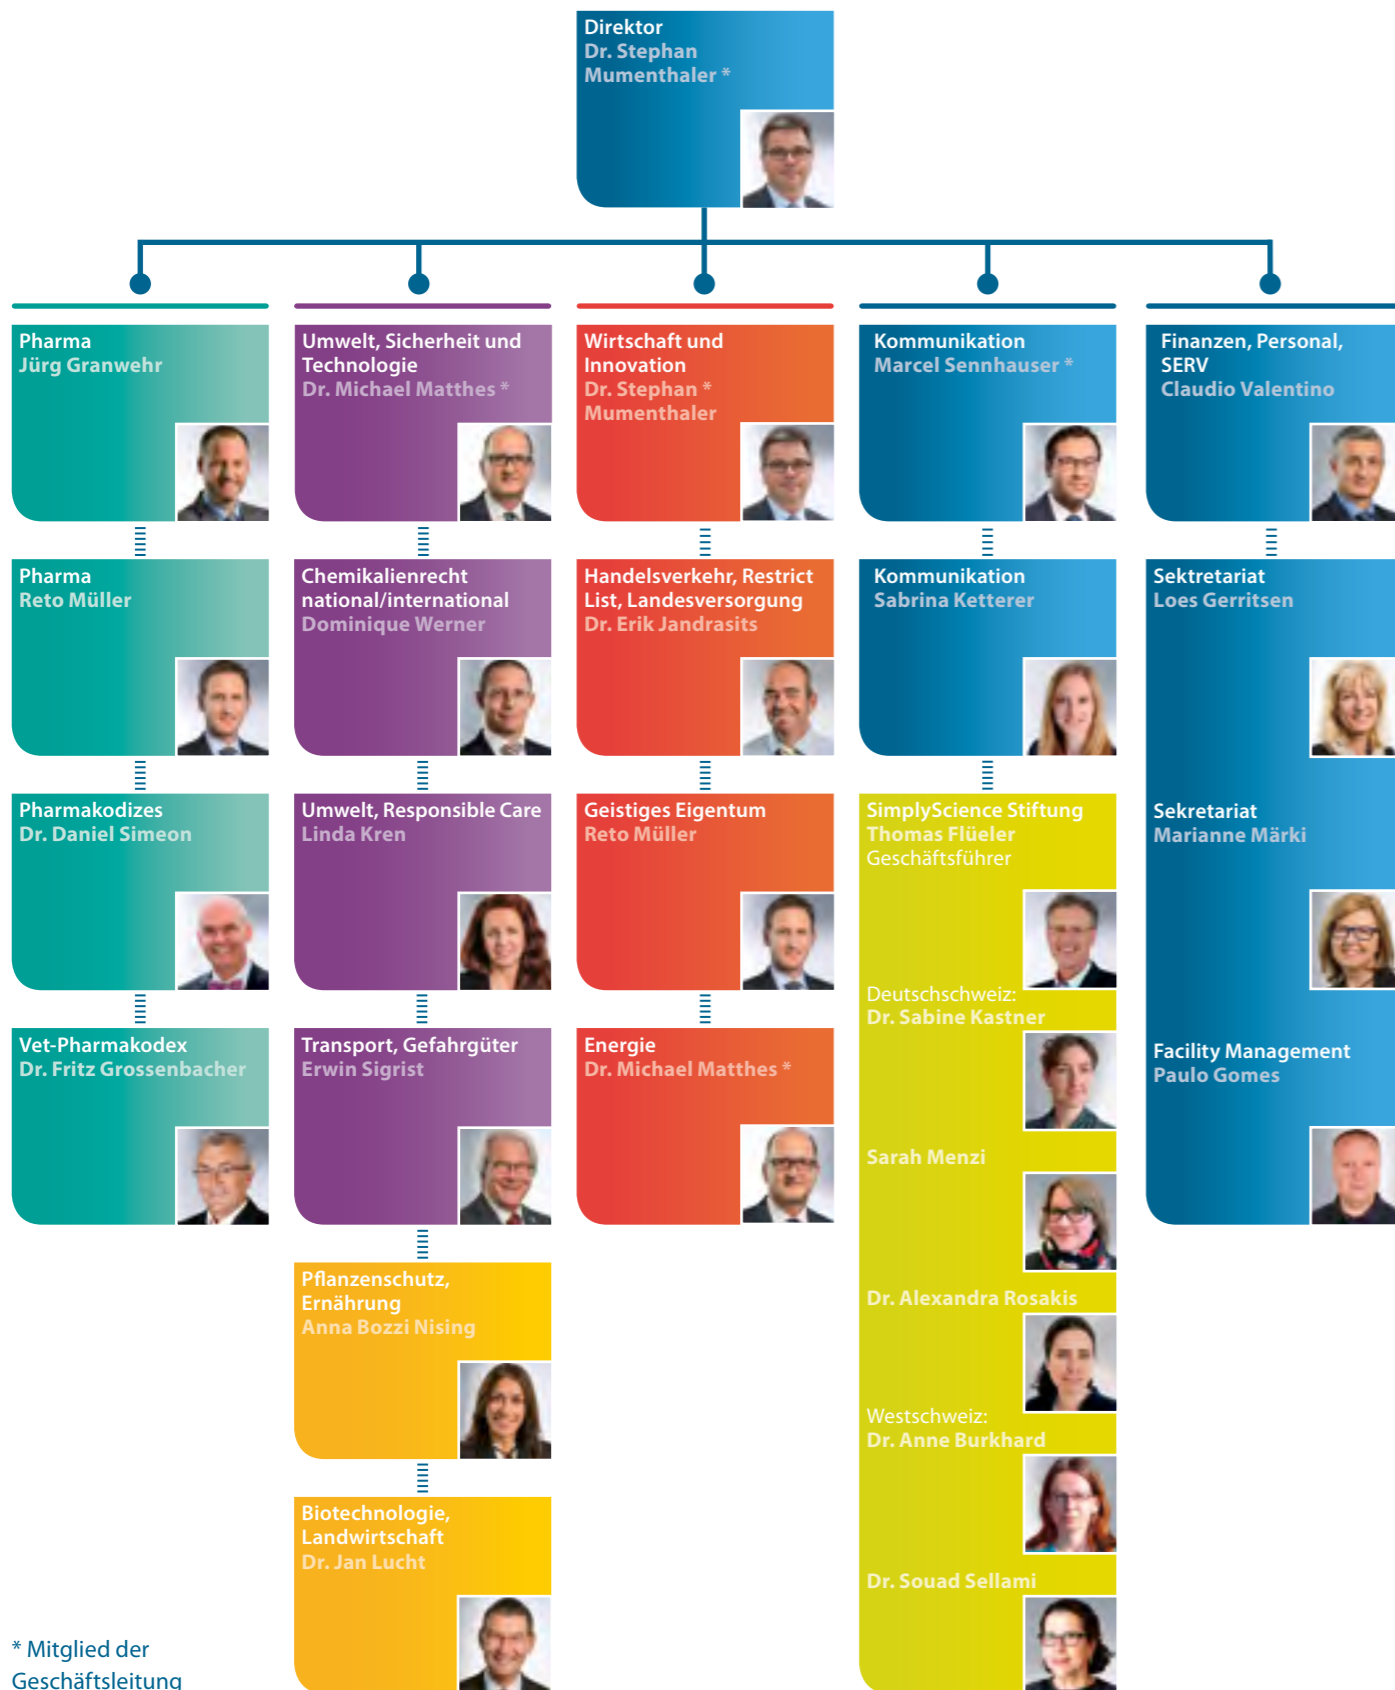 Direktor
Dr. Stephan
Mumenthaler *
Pharma
Jürg Granwehr
Umwelt, Sicherheit und
Technologie
Dr. Michael Matthes *
Wirtschaft und
Innovation
Dr. Stephan *
Mumenthaler
Kommunikation
Marcel Sennhauser *
Finanzen, Personal,
SERV
Claudio Valentino
Pharma
Reto Müller
Chemikalienrecht
national/international
Dominique Werner
Handelsverkehr, Restrict
List, Landesversorgung
Dr. Erik Jandrasits
Kommunikation
Sabrina Ketterer
Sektretariat
Loes Gerritsen
Pharmakodizes
Dr. Daniel Simeon
Umwelt, Responsible Care
Linda Kren
Geistiges Eigentum
Reto Müller
SimplyScience Stiftung
Thomas Flüeler
Geschäftsführer
Sekretariat
Marianne Märki
Deutschschweiz:
Dr. Sabine Kastner
Vet-Pharmakodex
Dr. Fritz Grossenbacher
Transport, Gefahrgüter
Erwin Sigrist
Energie
Dr. Michael Matthes *
Facility Management
Paulo Gomes
Sarah Menzi
Pflanzenschutz,
Ernährung
Anna Bozzi Nising
Dr. Alexandra Rosakis
Westschweiz:
Dr. Anne Burkhard
Biotechnologie,
Landwirtschaft
Dr. Jan Lucht
Dr. Souad Sellami
* Mitglied der
Geschäftsleitung